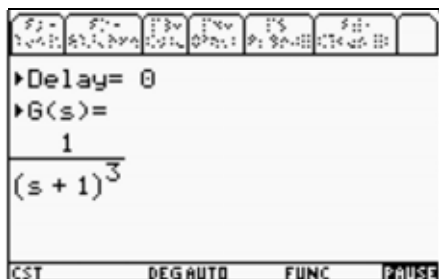 ▸Delay= 0
▸G(s)=
1
(s + 1)^3
CST DEG AUTO FUNC PAUSE